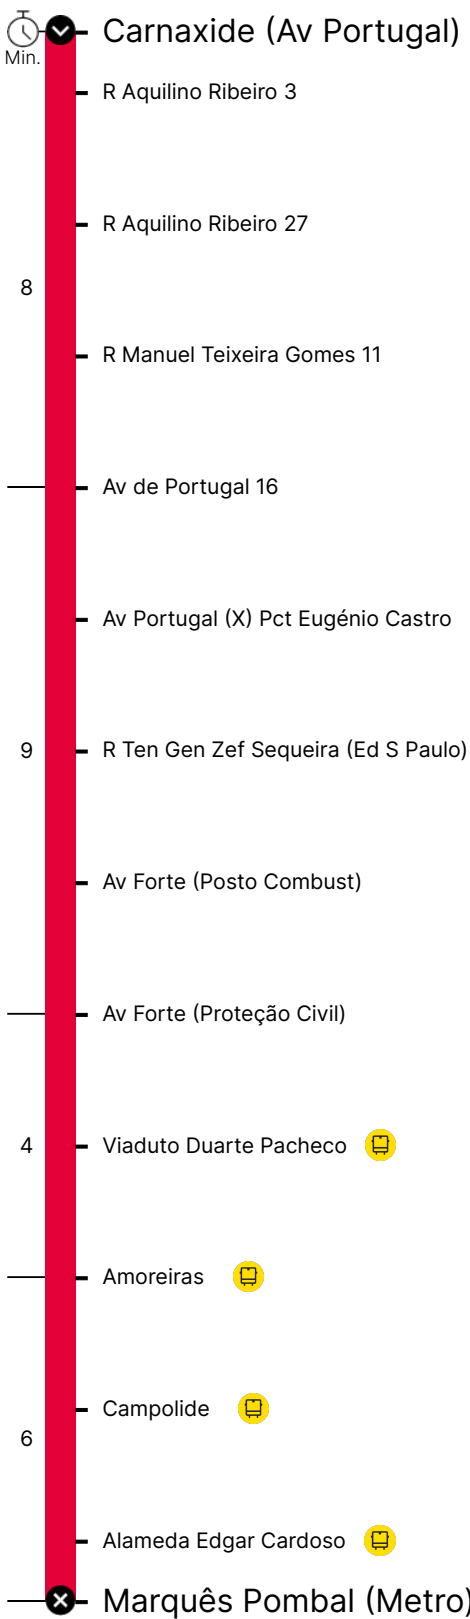 Carnaxide (Av Portugal)
Min.
R Aquilino Ribeiro 3
R Aquilino Ribeiro 27
8
R Manuel Teixeira Gomes 11
Av de Portugal 16
Av Portugal (X) Pct Eugénio Castro
9
R Ten Gen Zef Sequeira (Ed S Paulo)
Av Forte (Posto Combust)
Av Forte (Proteção Civil)
4
Viaduto Duarte Pacheco
Amoreiras
Campolide
6
Alameda Edgar Cardoso
Marquês Pombal (Metro)